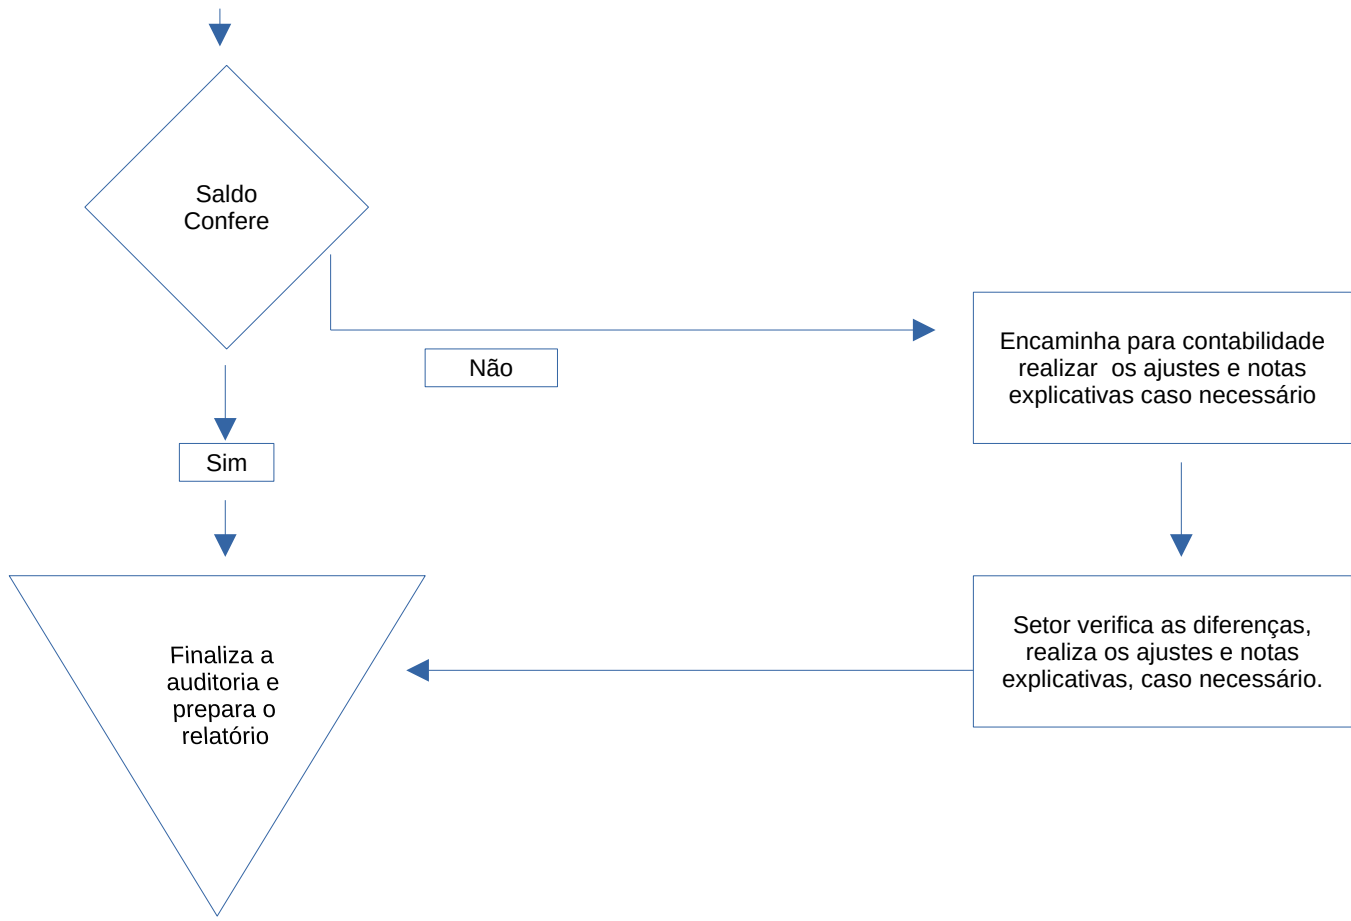 Saldo
Confere
Não
Encaminha para contabilidade
realizar  os ajustes e notas
explicativas caso necessário
Sim
Finaliza a
auditoria e
prepara o
relatório
Setor verifica as diferenças,
realiza os ajustes e notas
explicativas, caso necessário.